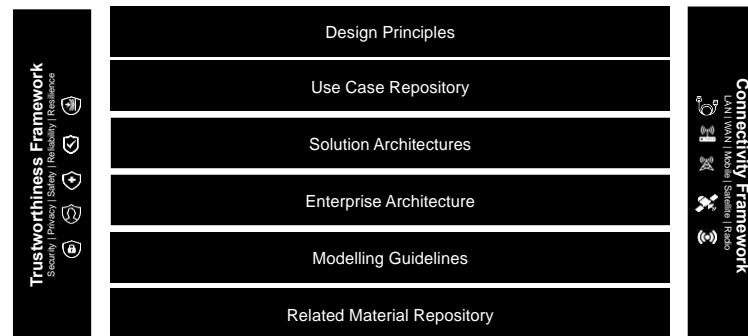 Trustworthiness Framework
Security | Privacy | Safety | Reliability | Resilience
Design Principles
Use Case Repository
Solution Architectures
Enterprise Architecture
Modelling Guidelines
Related Material Repository
Connectivity Framework
LAN | WAN | Mobile | Satellite | Radio